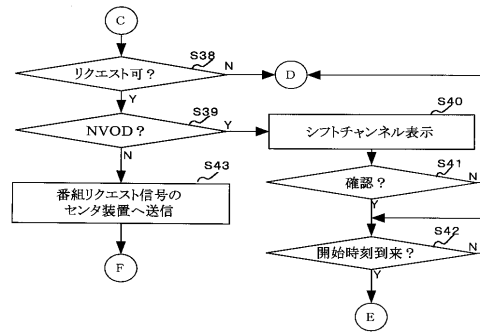 C
S38
リクエスト可？
N
D
Y
S39
NVOD？
Y
S40
シフトチャンネル表示
N
S43
番組リクエスト信号の
センタ装置へ送信
S41
確認？
N
Y
S42
開始時刻到来？
N
F
Y
E